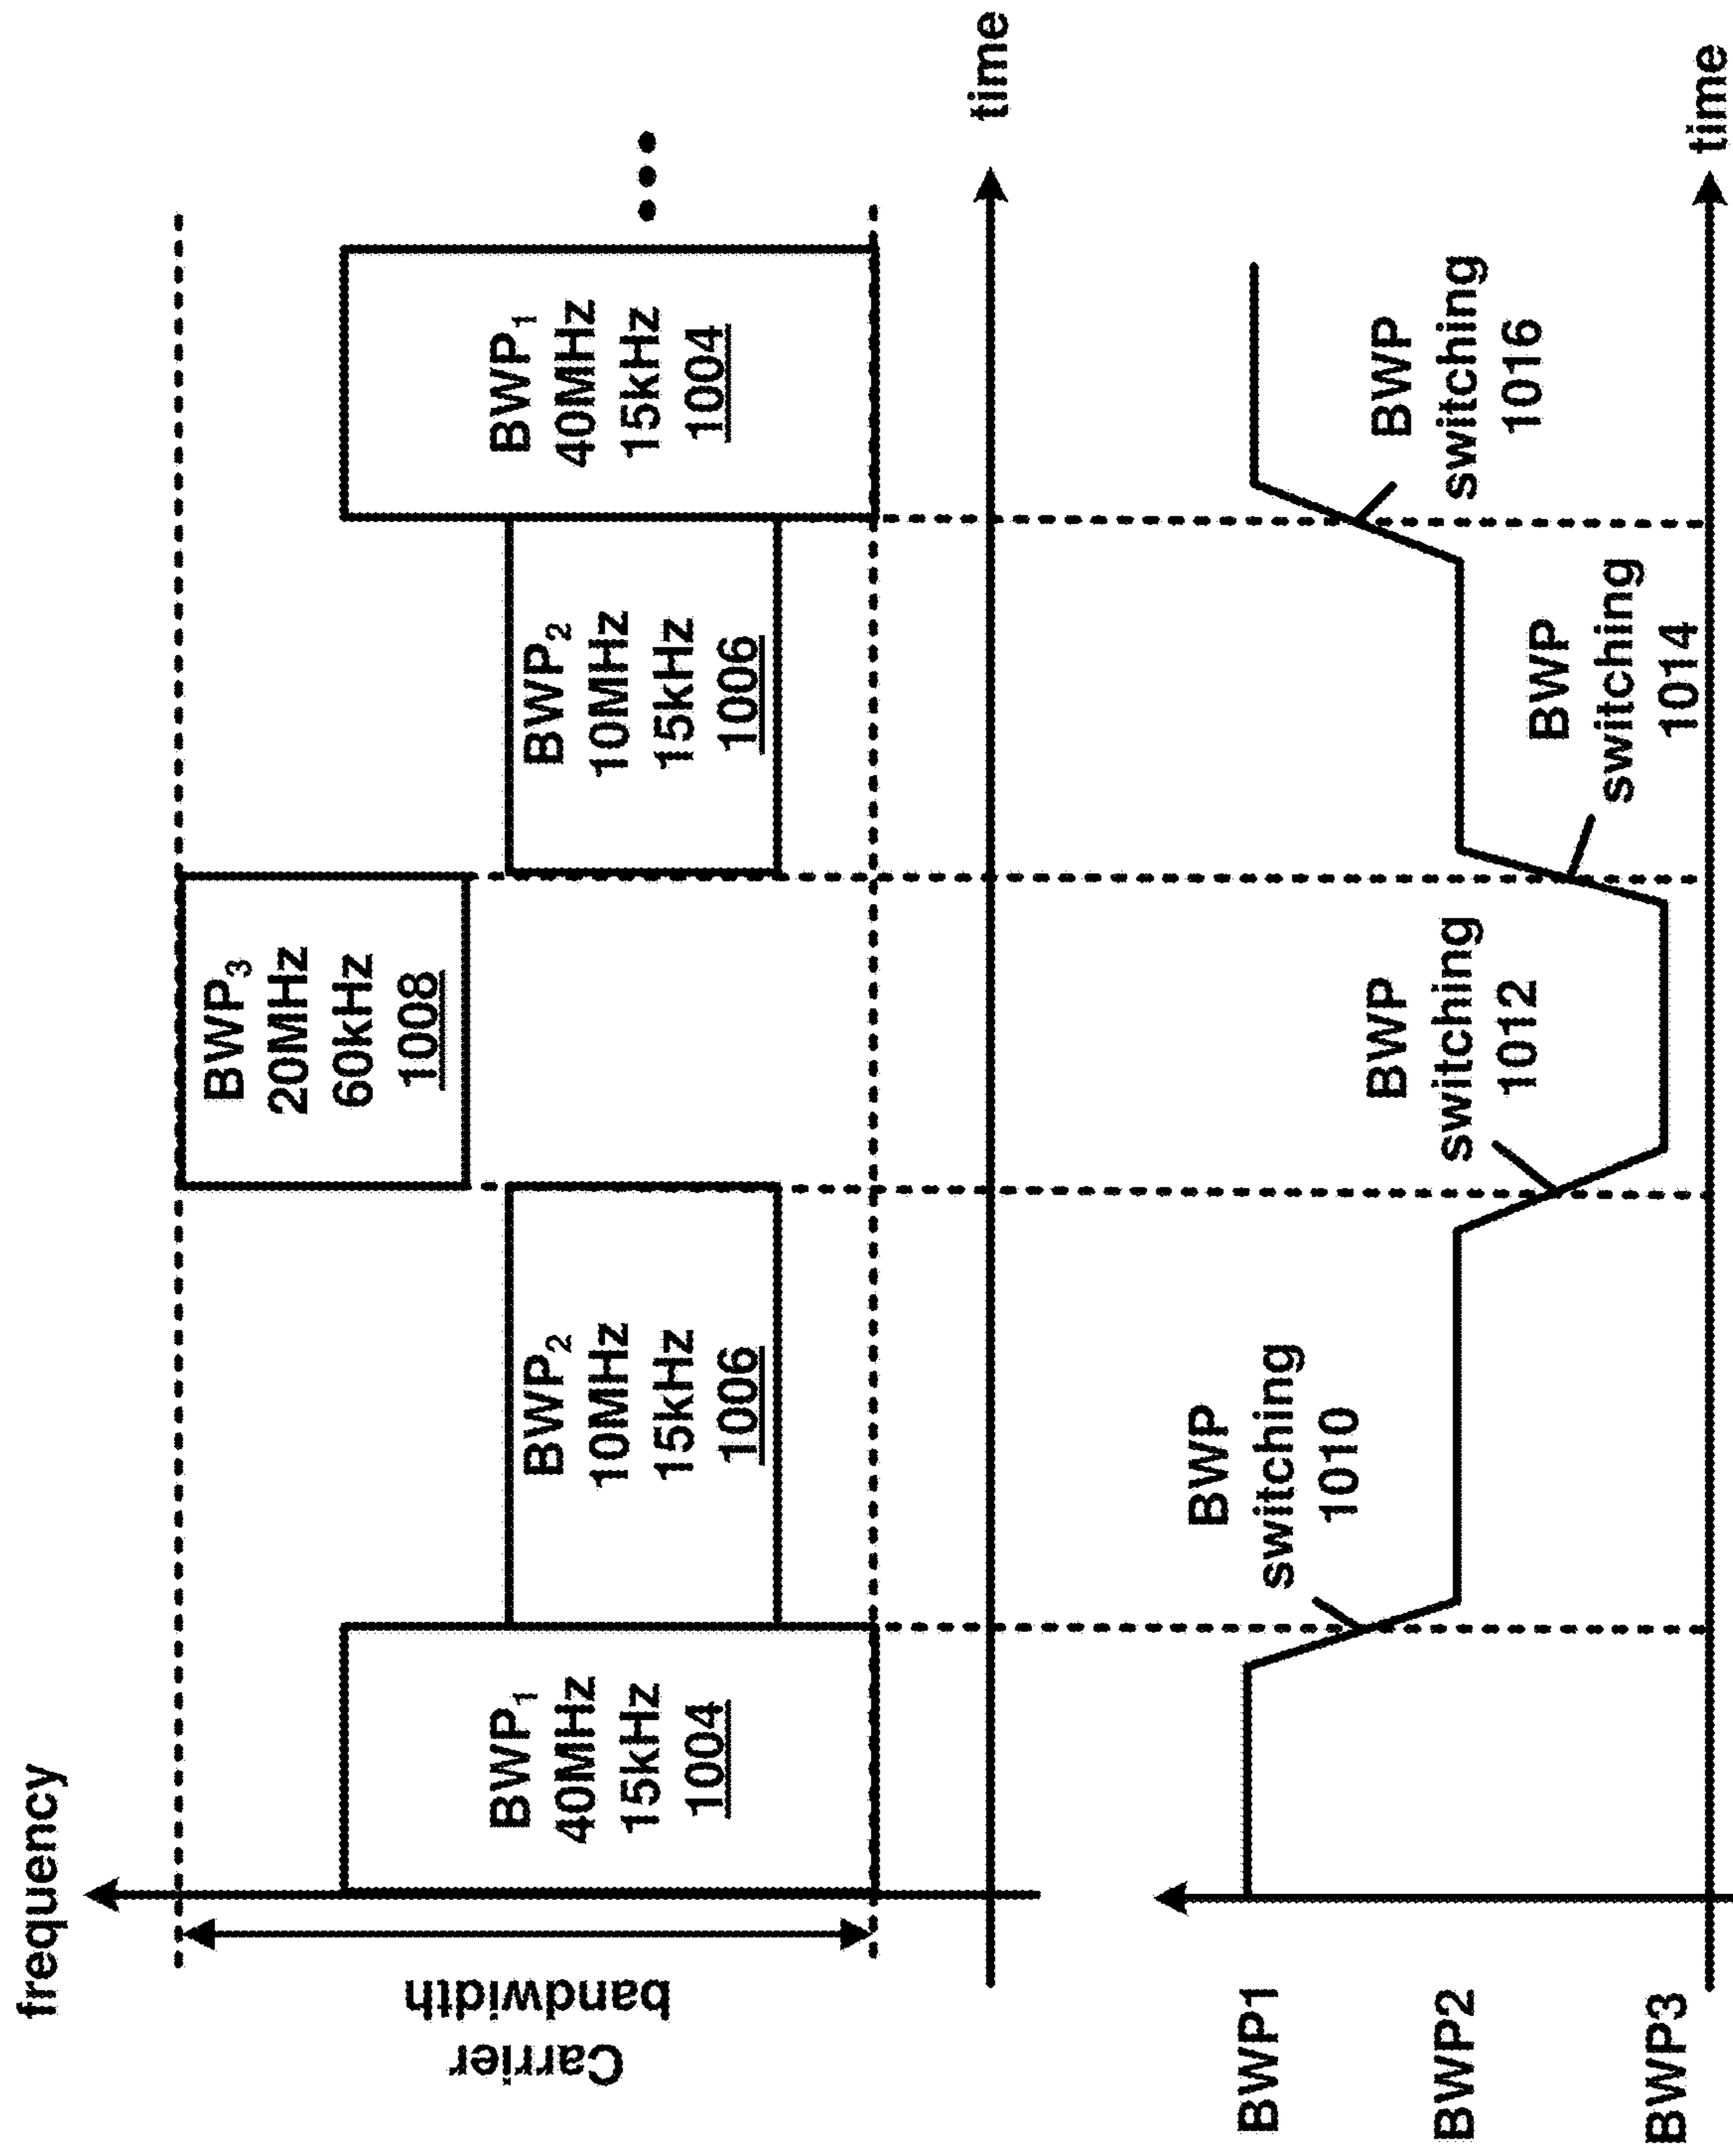 frequency
Carrier
bandwidth
BWP₁
40MHz
15kHz
1004
BWP₂
10MHz
15kHz
1006
BWP₃
20MHz
60kHz
1008
BWP₂
10MHz
15kHz
1006
BWP₁
40MHz
15kHz
1004
time
BWP1
BWP2
BWP3
BWP
switching
1010
BWP
switching
1012
BWP
switching
1014
BWP
switching
1016
time